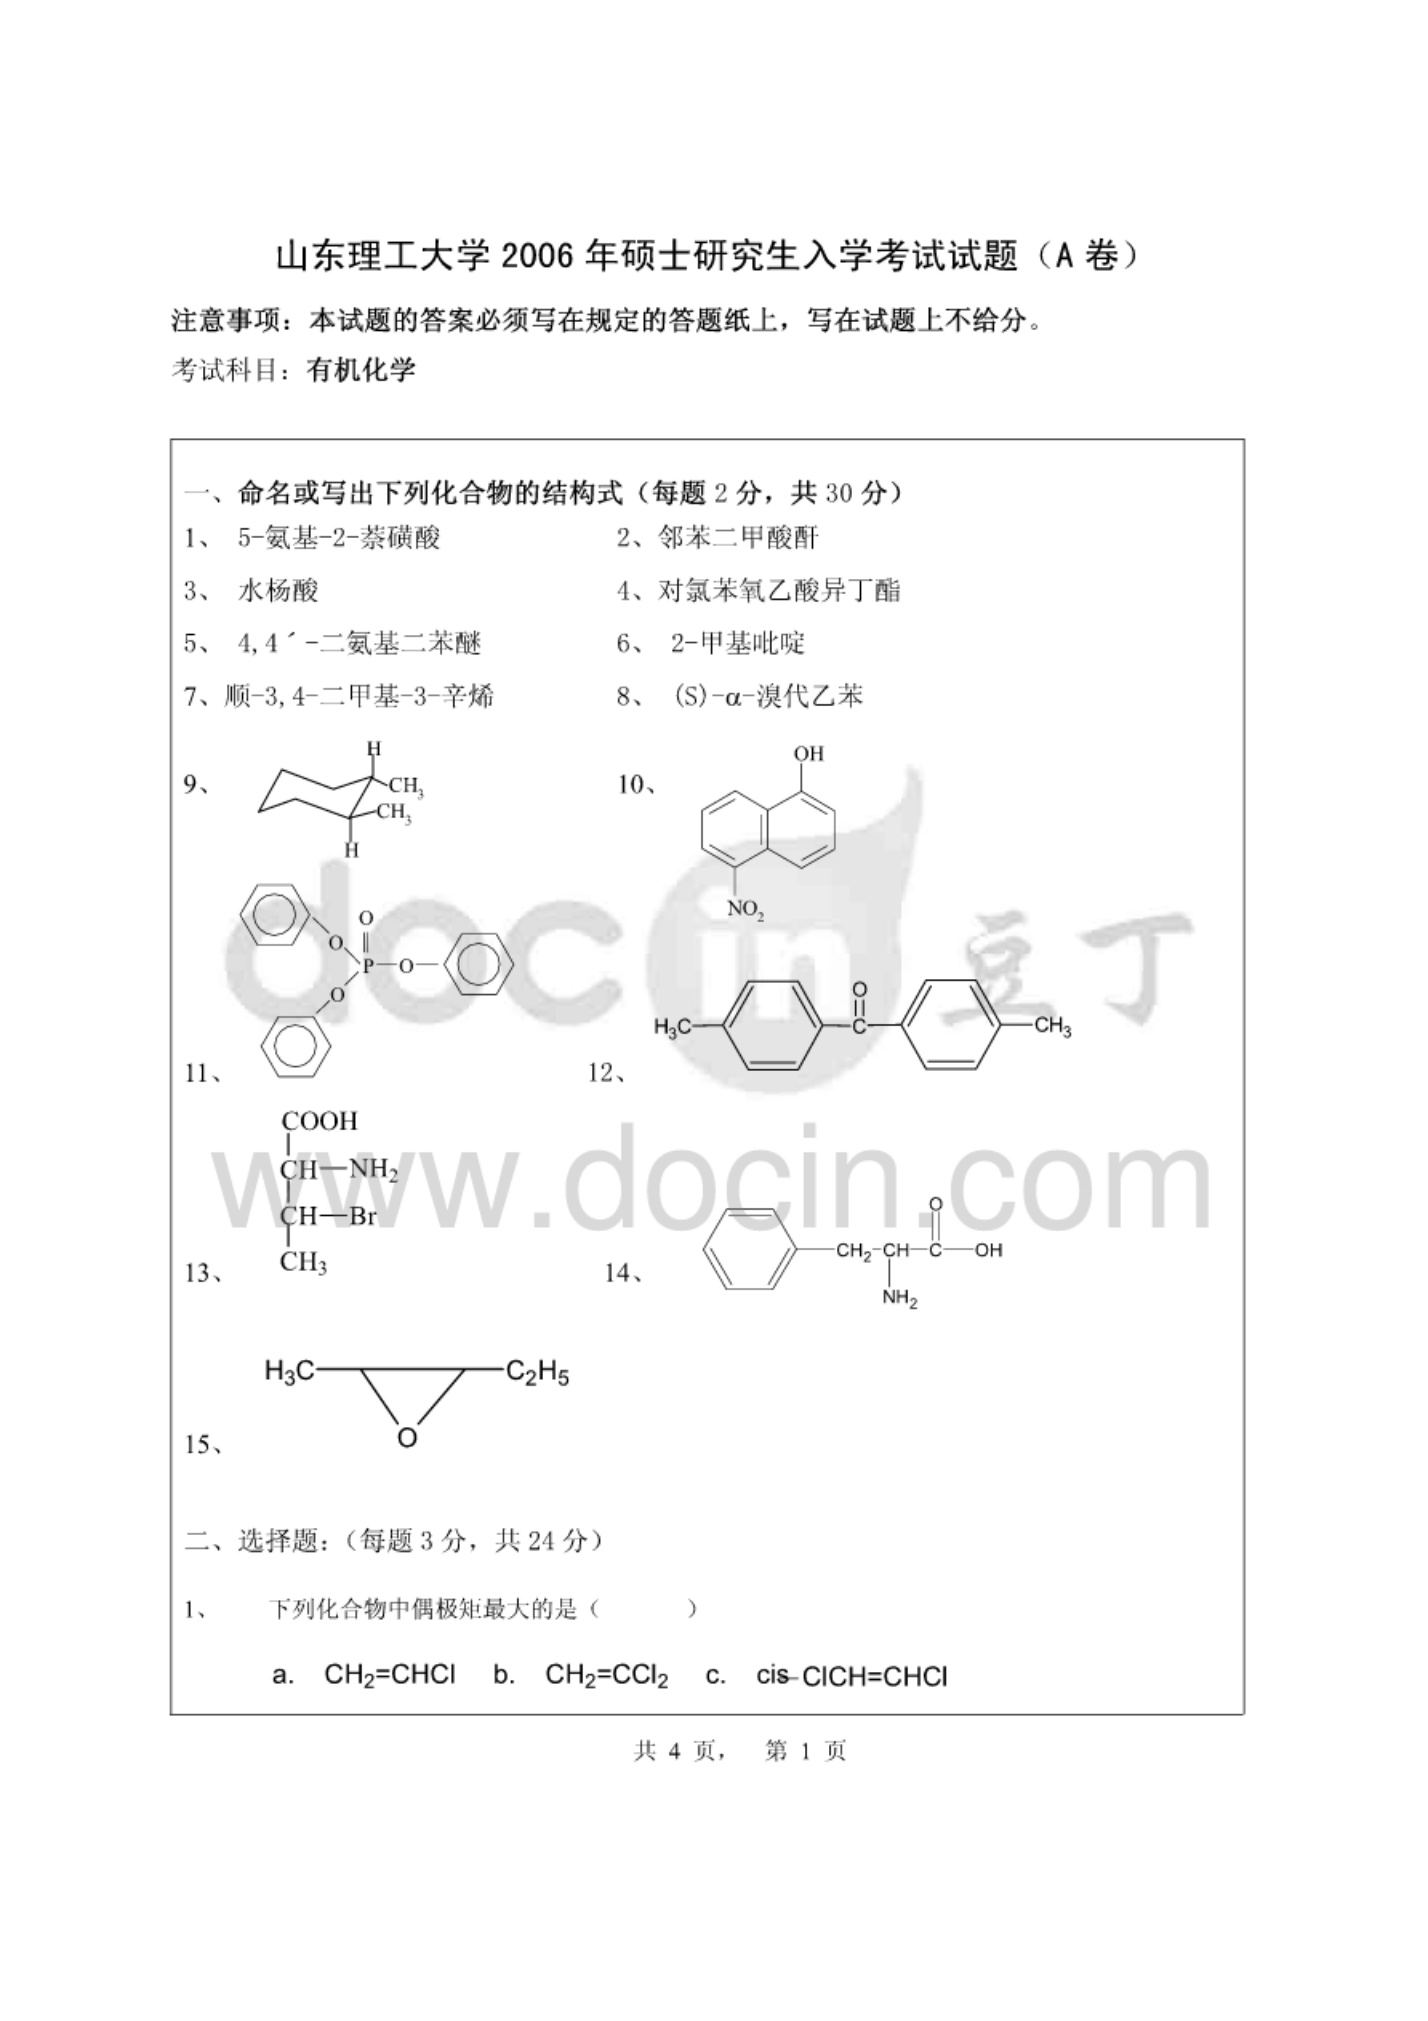 山东理工大学 2006 年硕士研究生入学考试试题（A 卷）
注意事项：本试题的答案必须写在规定的答题纸上，写在试题上不给分。
考试科目：有机化学
一、命名或写出下列化合物的结构式（每题 2 分，共 30 分）
1、 5-氨基-2-萘磺酸 2、邻苯二甲酸酐
3、 水杨酸 4、对氯苯氧乙酸异丁酯
5、 4,4´-二氨基二苯醚 6、 2-甲基吡啶
7、顺-3,4-二甲基-3-辛烯 8、 (S)-α-溴代乙苯
9、 H CH3 CH3 H 10、 OH NO2
11、 O O P O O 12、 H3C O C CH3
13、 COOH CH NH2 CH Br CH3 14、 CH2 CH C O OH NH2
15、 H3C C2H5 O
二、选择题：（每题 3 分，共 24 分）
1、 下列化合物中偶极矩最大的是（ ）
a. CH2=CHCl b. CH2=CCl2 c. cis-ClCH=CHCl
共 4 页， 第 1 页
docin 豆丁
www.docin.com